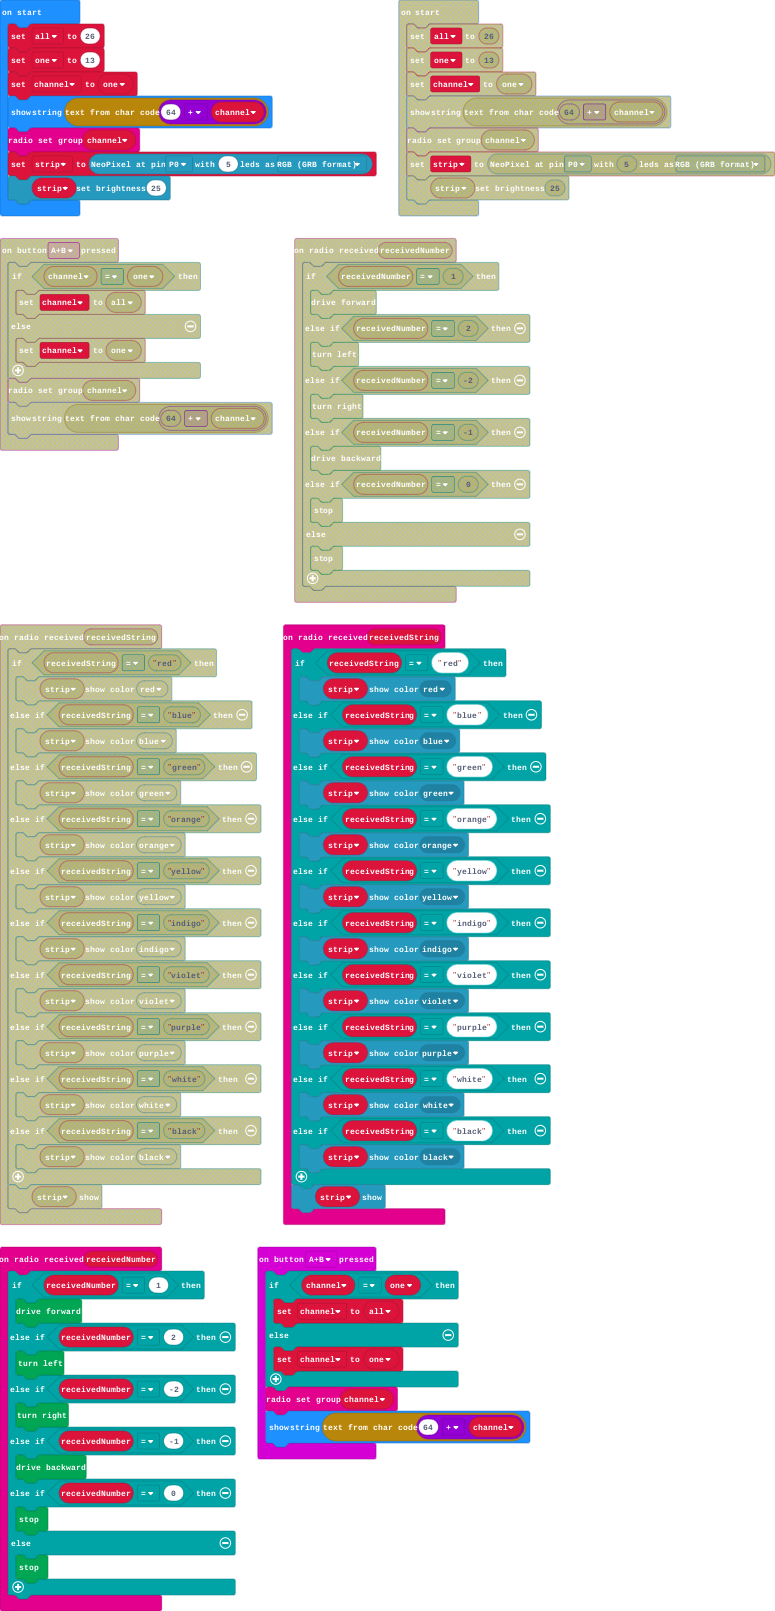 on start
set all to 26
set one to 13
set channel to one
show string text from char code 64 + channel
radio set group channel
set strip to NeoPixel at pin P0 with 5 leds as RGB (GRB format)
strip set brightness 25
on start
set all to 26
set one to 13
set channel to one
show string text from char code 64 + channel
radio set group channel
set strip to NeoPixel at pin P0 with 5 leds as RGB (GRB format)
strip set brightness 25
on button A+B pressed
if channel = one then
set channel to all
else
set channel to one
radio set group channel
show string text from char code 64 + channel
on radio received receivedNumber
if receivedNumber = 1 then
drive forward
else if receivedNumber = 2 then
turn left
else if receivedNumber = -2 then
turn right
else if receivedNumber = -1 then
drive backward
else if receivedNumber = 0 then
stop
else
stop
on radio received receivedString
if receivedString = "red" then
strip show color red
else if receivedString = "blue" then
strip show color blue
else if receivedString = "green" then
strip show color green
else if receivedString = "orange" then
strip show color orange
else if receivedString = "yellow" then
strip show color yellow
else if receivedString = "indigo" then
strip show color indigo
else if receivedString = "violet" then
strip show color violet
else if receivedString = "purple" then
strip show color purple
else if receivedString = "white" then
strip show color white
else if receivedString = "black" then
strip show color black
strip show
on radio received receivedString
if receivedString = "red" then
strip show color red
else if receivedString = "blue" then
strip show color blue
else if receivedString = "green" then
strip show color green
else if receivedString = "orange" then
strip show color orange
else if receivedString = "yellow" then
strip show color yellow
else if receivedString = "indigo" then
strip show color indigo
else if receivedString = "violet" then
strip show color violet
else if receivedString = "purple" then
strip show color purple
else if receivedString = "white" then
strip show color white
else if receivedString = "black" then
strip show color black
strip show
on radio received receivedNumber
if receivedNumber = 1 then
drive forward
else if receivedNumber = 2 then
turn left
else if receivedNumber = -2 then
turn right
else if receivedNumber = -1 then
drive backward
else if receivedNumber = 0 then
stop
else
stop
on button A+B pressed
if channel = one then
set channel to all
else
set channel to one
radio set group channel
show string text from char code 64 + channel